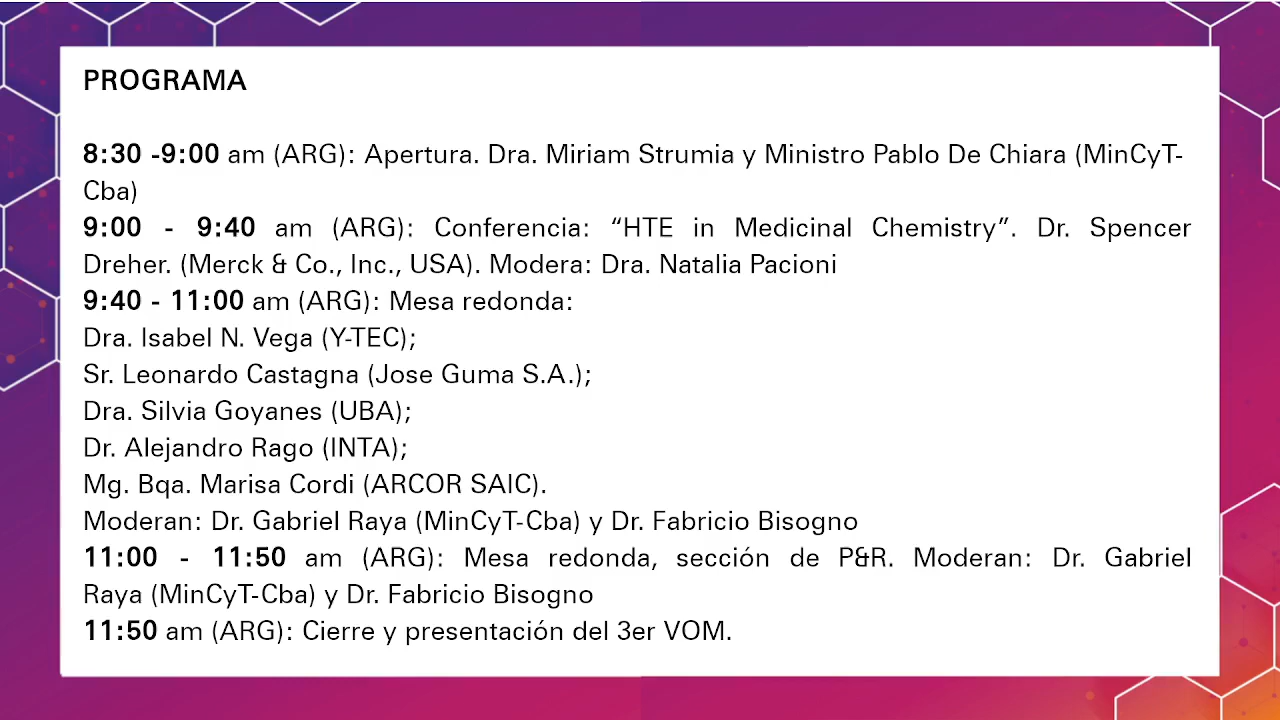 PROGRAMA
8:30 -9:00 am (ARG): Apertura. Dra. Miriam Strumia y Ministro Pablo De Chiara (MinCyT-
Cba)
9:00 - 9:40 am (ARG): Conferencia: “HTE in Medicinal Chemistry”. Dr. Spencer
Dreher. (Merck & Co., Inc., USA). Modera: Dra. Natalia Pacioni
9:40 - 11:00 am (ARG): Mesa redonda:
Dra. Isabel N. Vega (Y-TEC);
Sr. Leonardo Castagna (Jose Guma S.A.);
Dra. Silvia Goyanes (UBA);
Dr. Alejandro Rago (INTA);
Mg. Bqa. Marisa Cordi (ARCOR SAIC).
Moderan: Dr. Gabriel Raya (MinCyT-Cba) y Dr. Fabricio Bisogno
11:00 - 11:50 am (ARG): Mesa redonda, sección de P&R. Moderan: Dr. Gabriel
Raya (MinCyT-Cba) y Dr. Fabricio Bisogno
11:50 am (ARG): Cierre y presentación del 3er VOM.